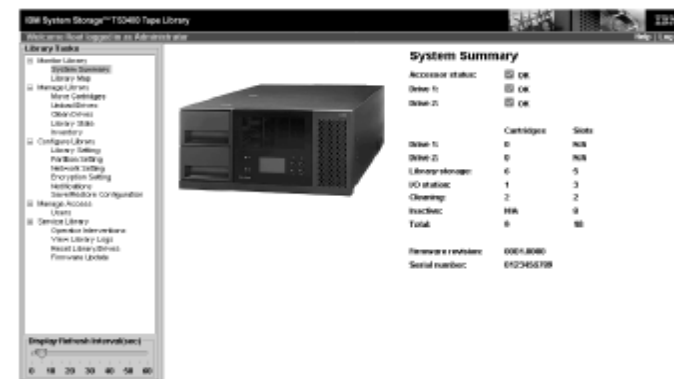 IBM System Storage™ TS3400 Tape Library
Welcome Root logged in as Administrator
Help | Log
Library Tasks
Monitor Library
System Summary
Library Map
Manage Library
Move Cartridges
Unload Drives
Clean Drives
Library State
Inventory
Configure Library
Library Setting
Partition Setting
Network Setting
Encryption Setting
Notifications
Save/Restore Configuration
Manage Access
Users
Service Library
Operator Interventions
View Library Logs
Reset Library/Drives
Firmware Update
Display Refresh Interval(sec)
0 10 20 30 40 50 60
System Summary
Accessor status: OK
Drive 1: OK
Drive 2: OK
Cartridges Slots
Drive 1: 0 N/A
Drive 2: 0 N/A
Library storage: 6 5
I/O station: 1 3
Cleaning: 2 2
Inactive: N/A 8
Total: 9 18
Firmware revision: 0001.0000
Serial number: 0123456789